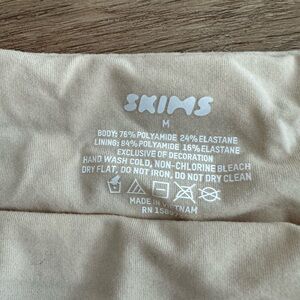 SKIMS
M
BODY: 76% POLYAMIDE 24% ELASTANE
LINING: 84% POLYAMIDE 16% ELASTANE
EXCLUSIVE OF DECORATION
HAND WASH COLD, NON-CHLORINE BLEACH
DRY FLAT, DO NOT IRON, DO NOT DRY CLEAN
MADE IN VIETNAM
RN